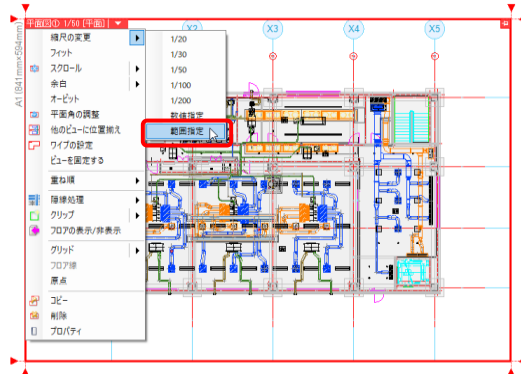 平面図① 1/50 [平面]
縮尺の変更
フィット
スクロール
余白
オービット
平面角の調整
他のビューに位置揃え
ワイプの設定
ビューを固定する
重ね順
隠線処理
クリップ
フロアの表示/非表示
グリッド
フロア線
原点
コピー
削除
プロパティ
1/20
1/30
1/50
1/100
1/200
数値指定
範囲指定
X2
X3
X4
X5
A1(841mm×594mm)